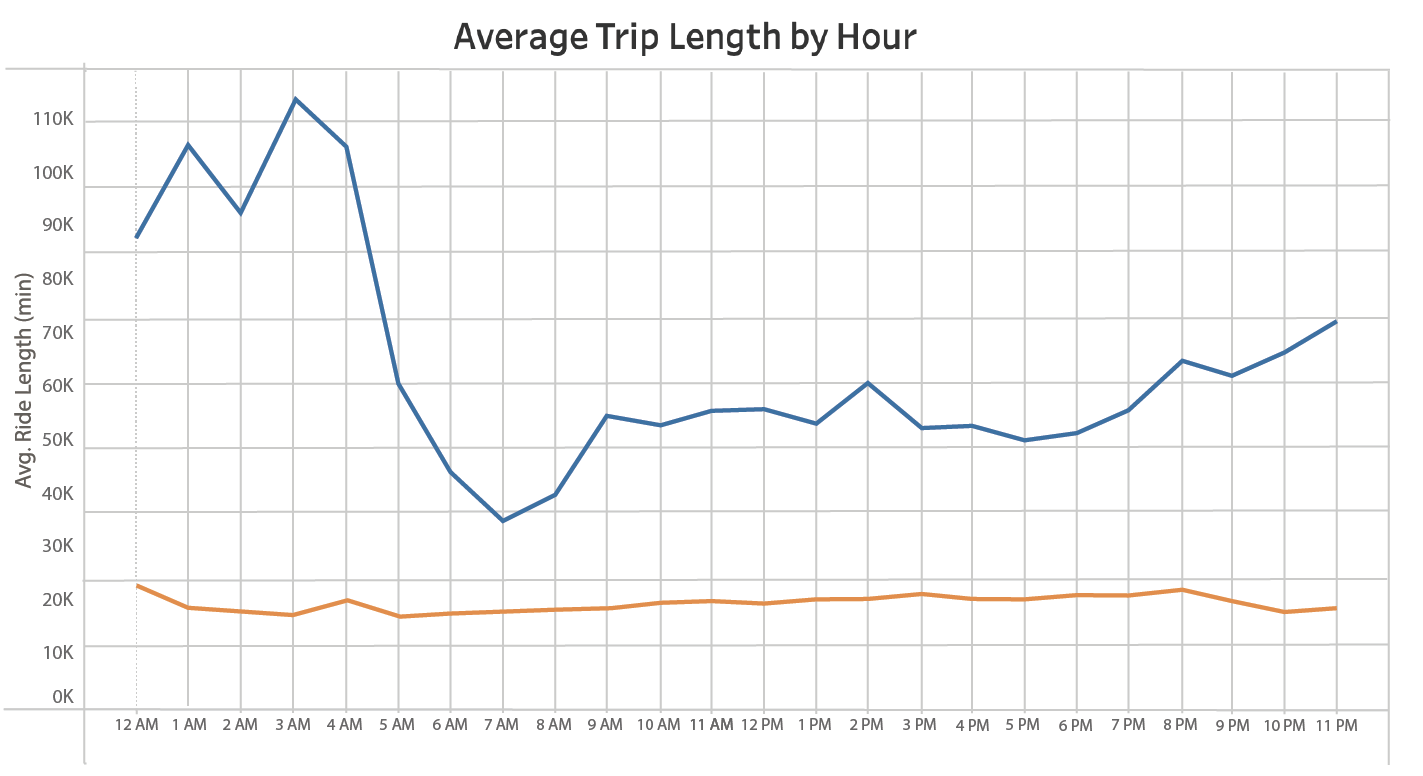 Average Trip Length by Hour
Avg. Ride Length (min)
110K
100K
90K
80K
70K
60K
50K
40K
30K
20K
10K
0K
12 AM 1 AM 2 AM 3 AM 4 AM 5 AM 6 AM 7 AM 8 AM 9 AM 10 AM 11 AM 12 PM 1 PM 2 PM 3 PM 4 PM 5 PM 6 PM 7 PM 8 PM 9 PM 10 PM 11 PM